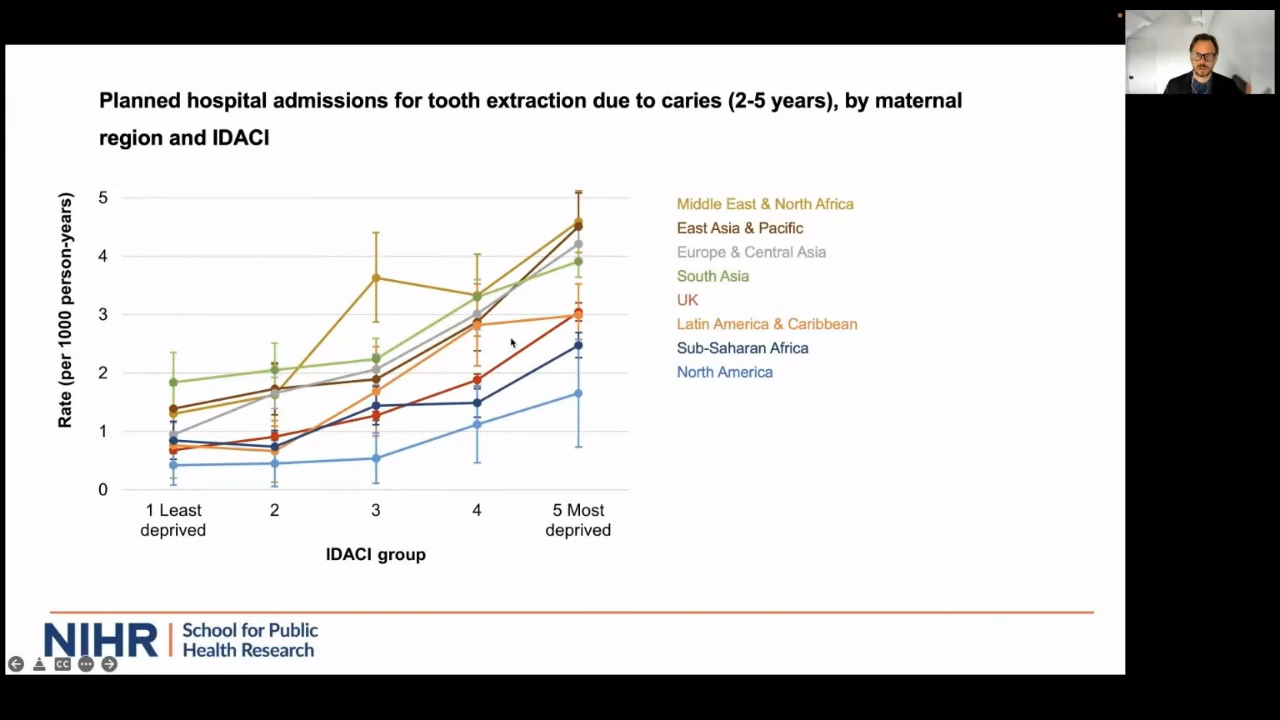 Planned hospital admissions for tooth extraction due to caries (2-5 years), by maternal
region and IDACI
Rate (per 1000 person-years)
5
4
3
2
1
0
1 Least
deprived
2
3
4
5 Most
deprived
IDACI group
Middle East & North Africa
East Asia & Pacific
Europe & Central Asia
South Asia
UK
Latin America & Caribbean
Sub-Saharan Africa
North America
NIHR
School for Public
Health Research
CC